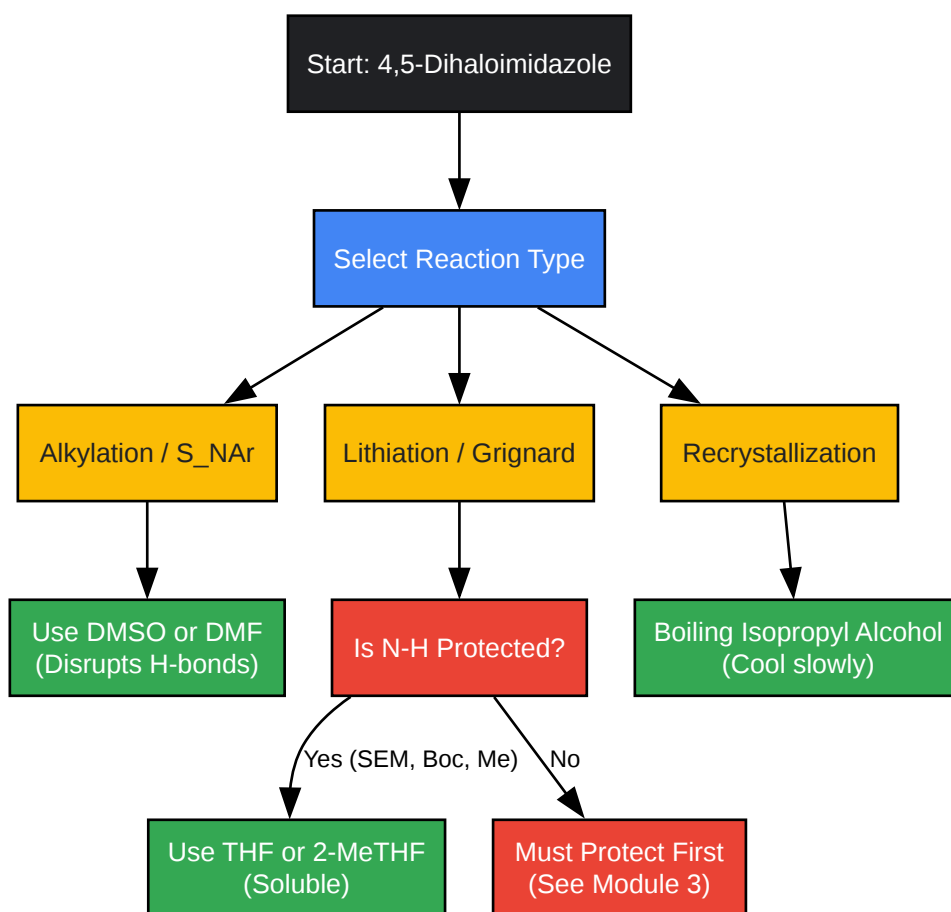 Start: 4,5-Dihaloimidazole
Select Reaction Type
Alkylation / S_NAr
Lithiation / Grignard
Recrystallization
Use DMSO or DMF
(Disrupts H-bonds)
Is N-H Protected?
Boiling Isopropyl Alcohol
(Cool slowly)
Yes (SEM, Boc, Me)
No
Use THF or 2-MeTHF
(Soluble)
Must Protect First
(See Module 3)